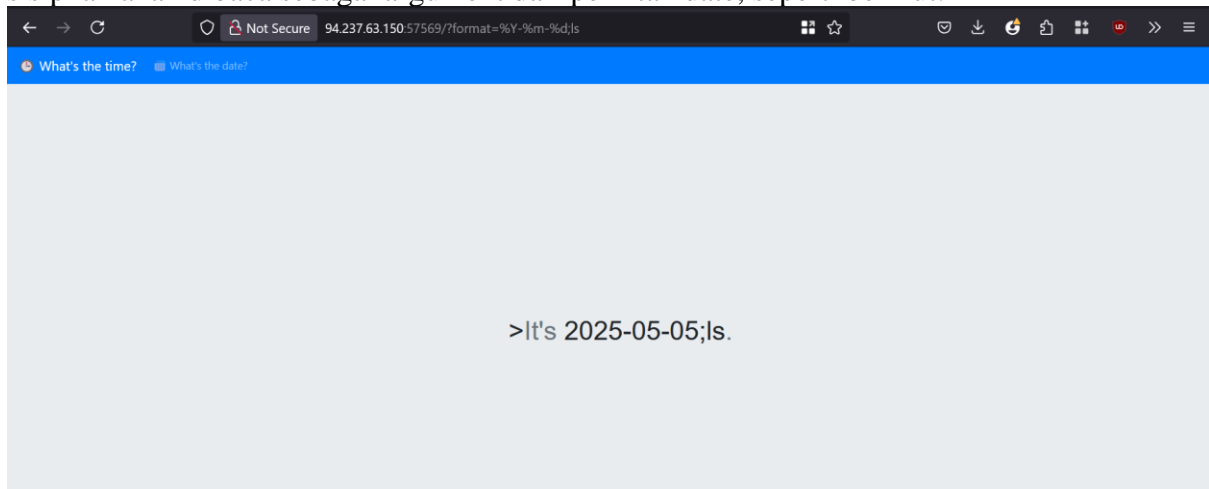 Not Secure 94.237.63.150:57569/?format=%Y-%m-%d;ls
What's the time? What's the date?
>It's 2025-05-05;ls.